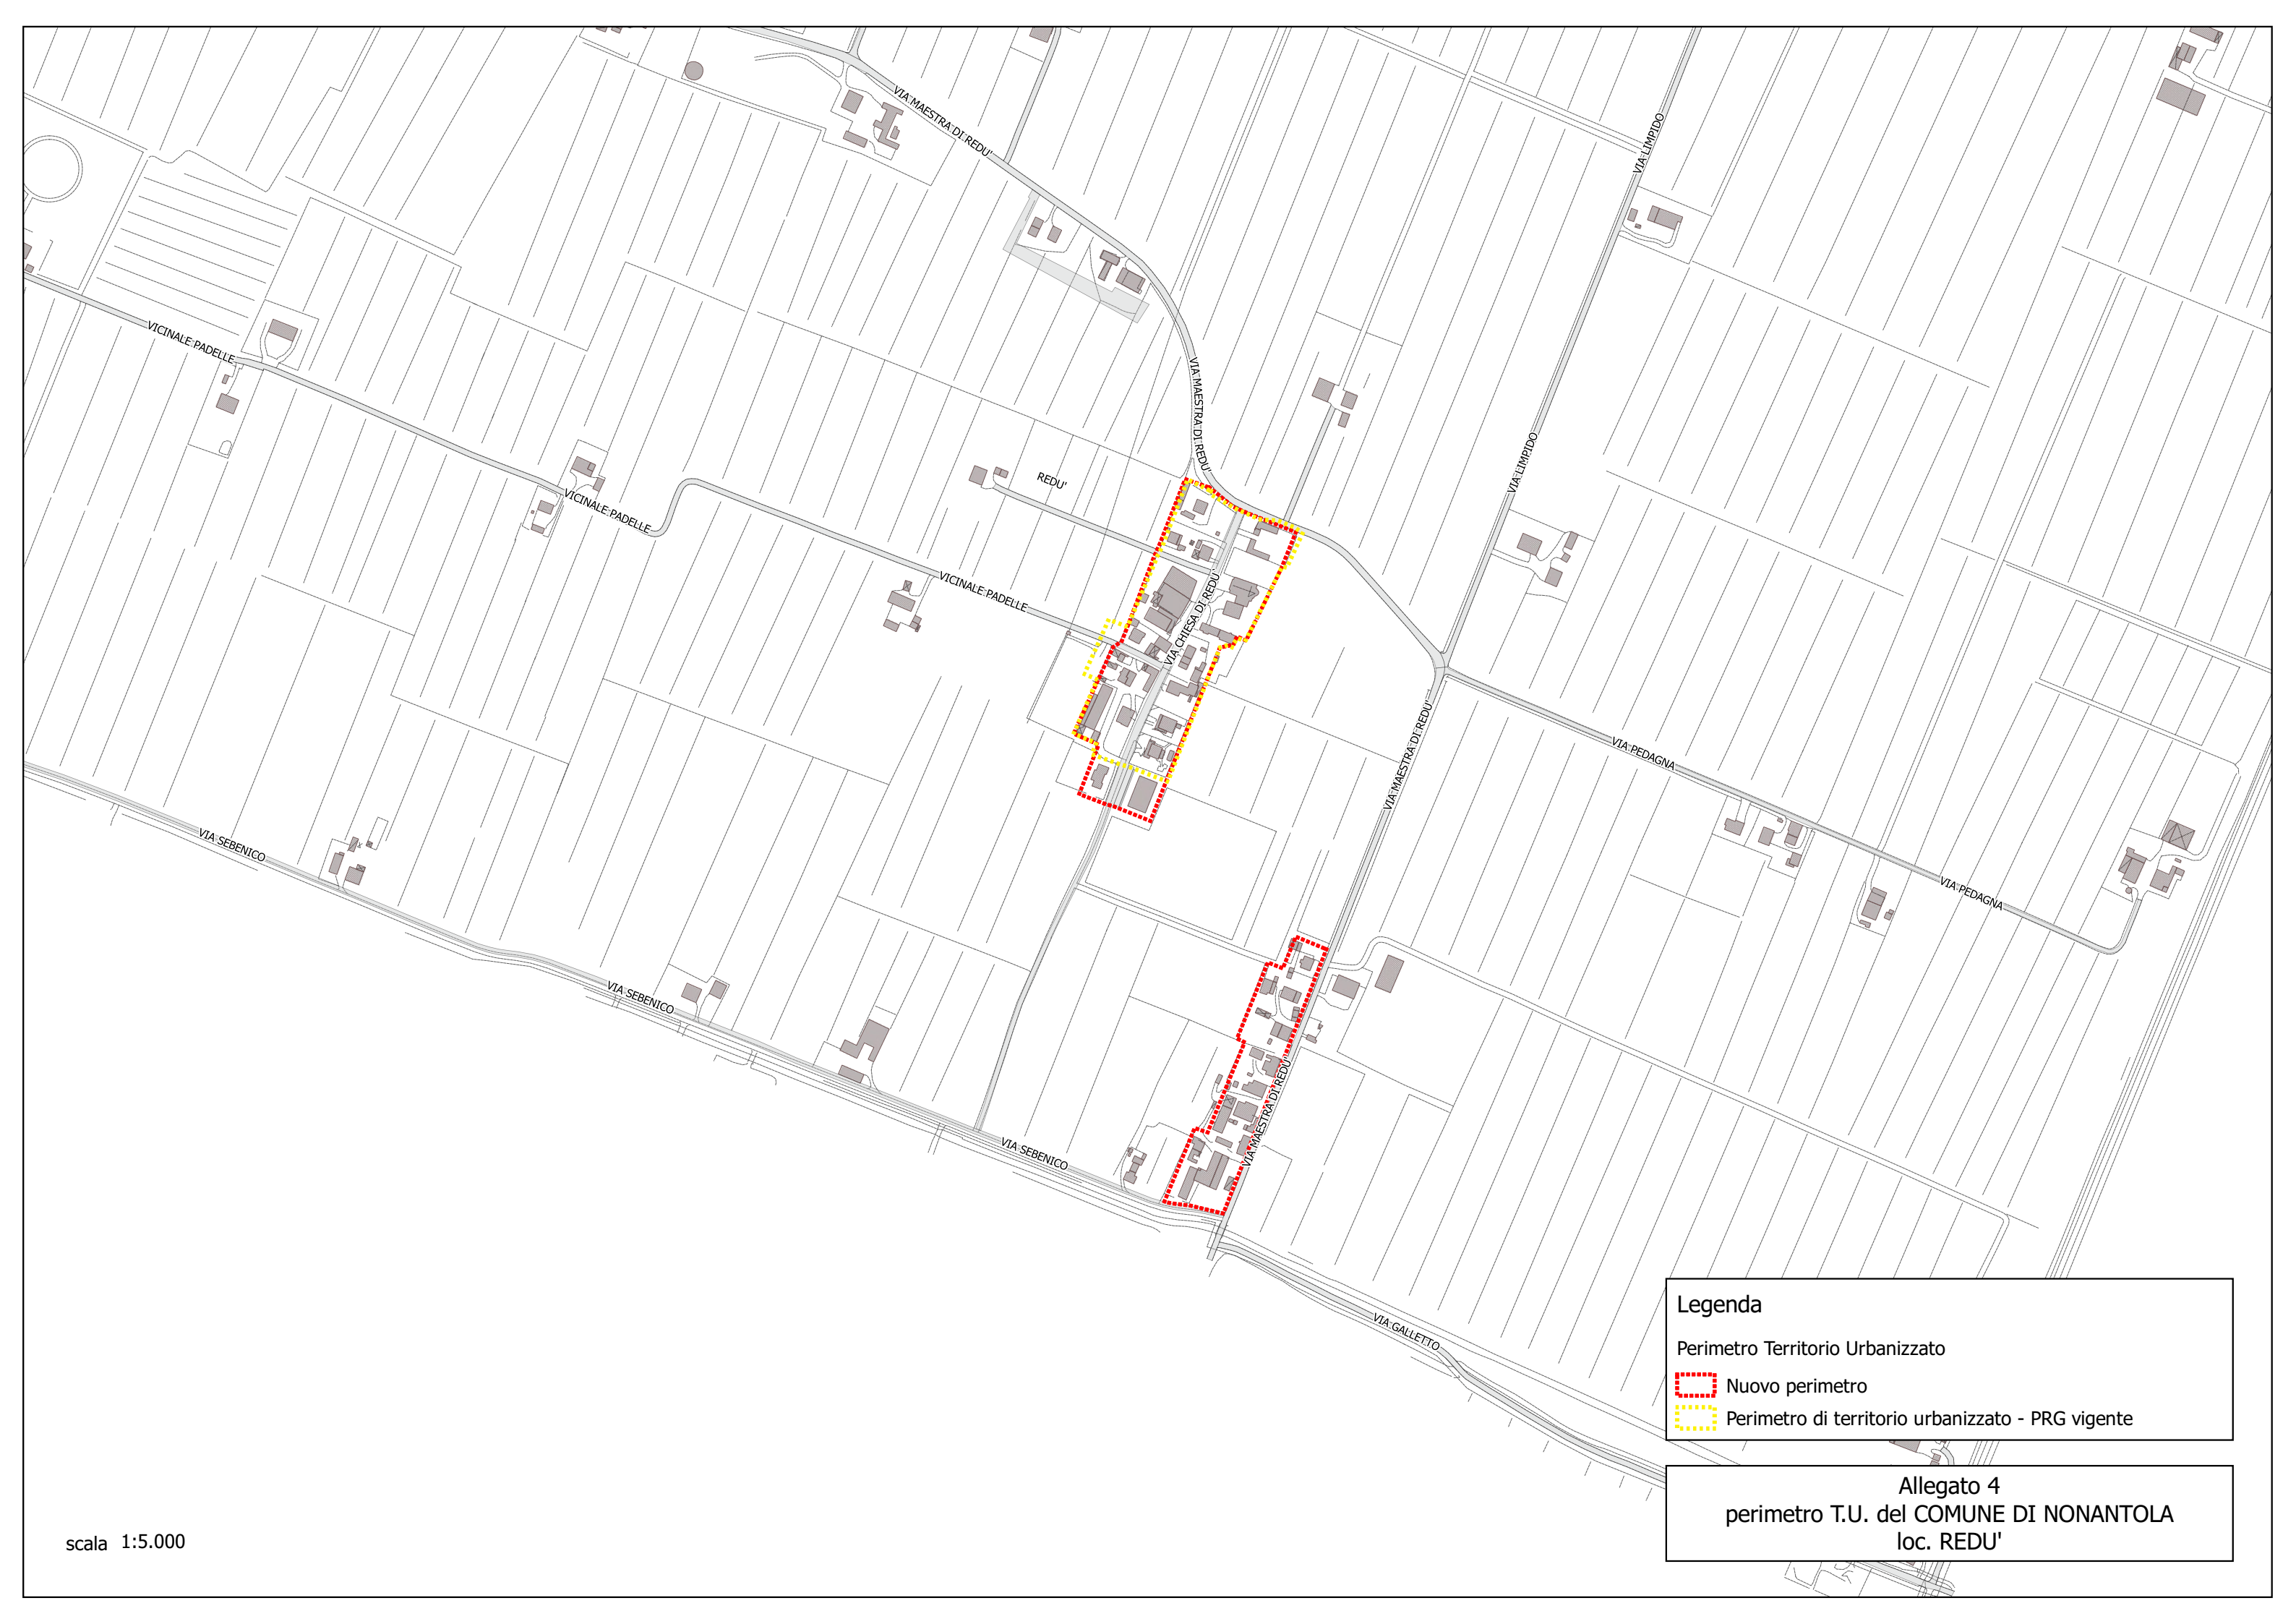 VIA MAESTRA DI REDU'
VIA LIMPIDO
VICINALE PADELLE
VIA MAESTRA DI REDU'
VIA LIMPIDO
REDU'
VICINALE PADELLE
VICINALE PADELLE
VIA CHIESA DI REDU'
VIA MAESTRA DI REDU'
VIA PEDAGNA
VIA SEBENICO
VIA PEDAGNA
VIA SEBENICO
VIA MAESTRA DI REDU'
VIA SEBENICO
VIA GALLETTO
Legenda
Perimetro Territorio Urbanizzato
Nuovo perimetro
Perimetro di territorio urbanizzato - PRG vigente
Allegato 4
perimetro T.U. del COMUNE DI NONANTOLA
loc. REDU'
scala 1:5.000